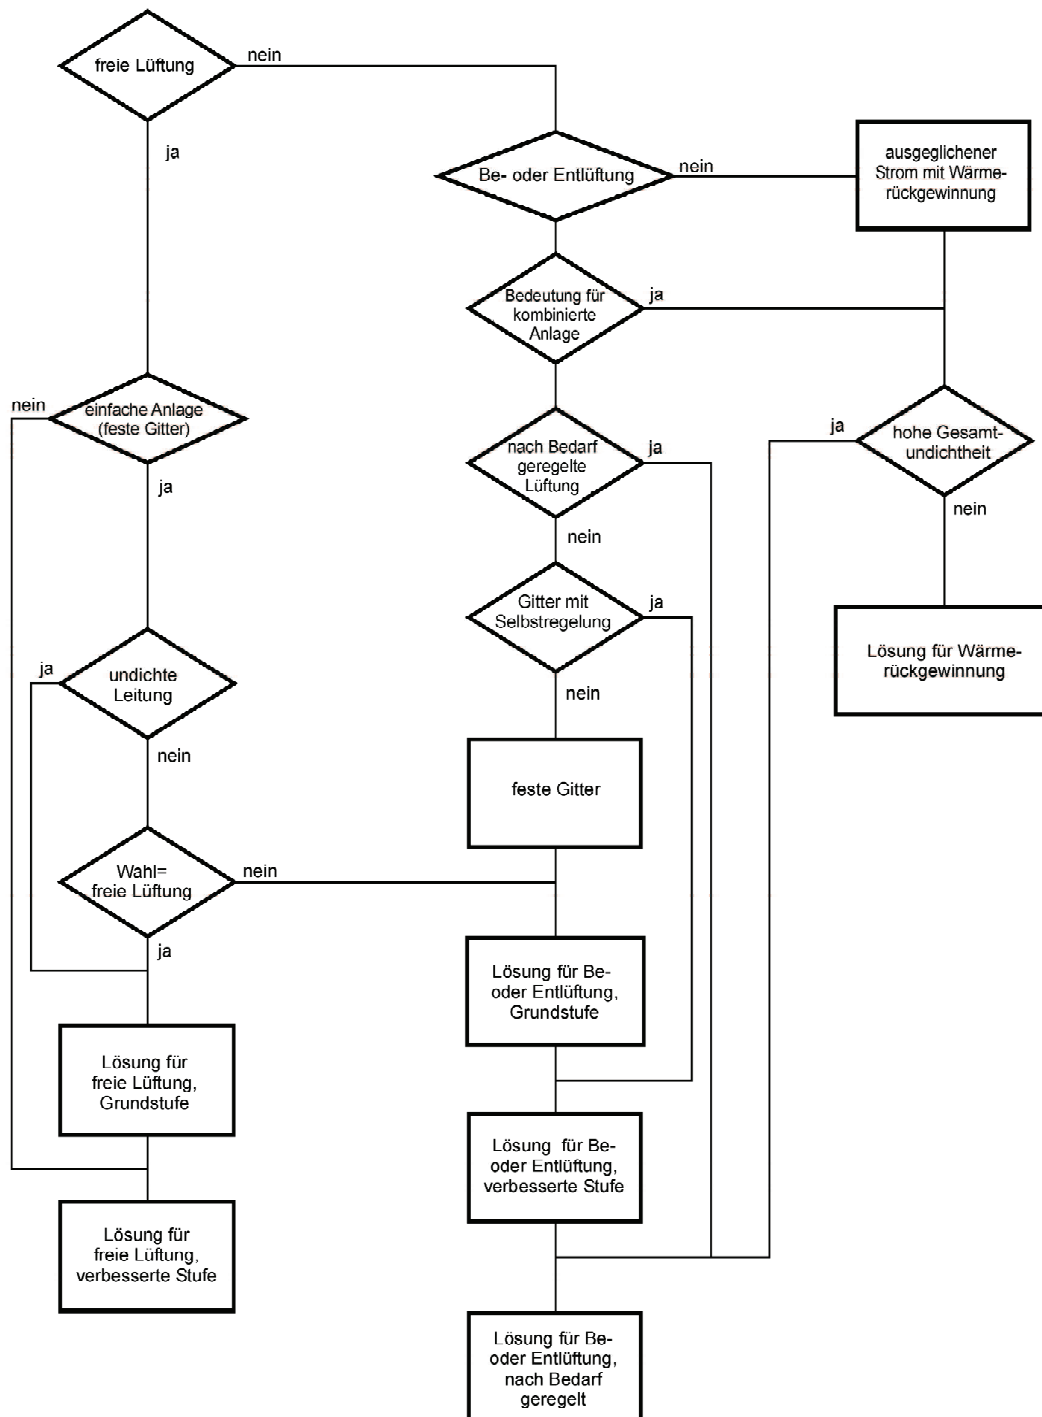 freie Lüftung
nein
ja
Be- oder Entlüftung
nein
ausgeglichener
Strom mit Wärme-
rückgewinnung
Bedeutung für
kombinierte
Anlage
ja
nein
einfache Anlage
(feste Gitter)
ja
nach Bedarf
geregelte
Lüftung
ja
nein
ja
hohe Gesamt-
undichtheit
nein
Gitter mit
Selbstregelung
ja
nein
Lösung für Wärme-
rückgewinnung
ja
undichte
Leitung
nein
feste Gitter
Wahl=
freie Lüftung
nein
ja
Lösung für Be-
oder Entlüftung,
Grundstufe
Lösung für
freie Lüftung,
Grundstufe
Lösung für Be-
oder Entlüftung,
verbesserte Stufe
Lösung für
freie Lüftung,
verbesserte Stufe
Lösung für Be-
oder Entlüftung,
nach Bedarf
geregelt